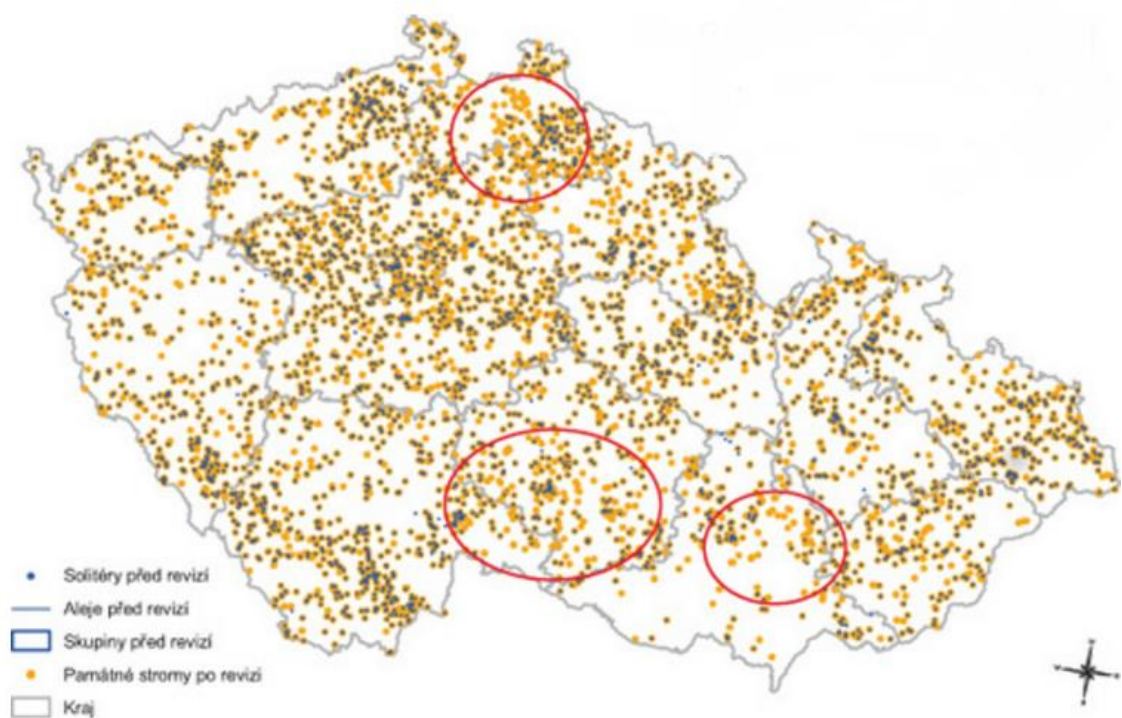 Solitéry před revizí
Aleje před revizí
Skupiny před revizí
Památné stromy po revizi
Kraj